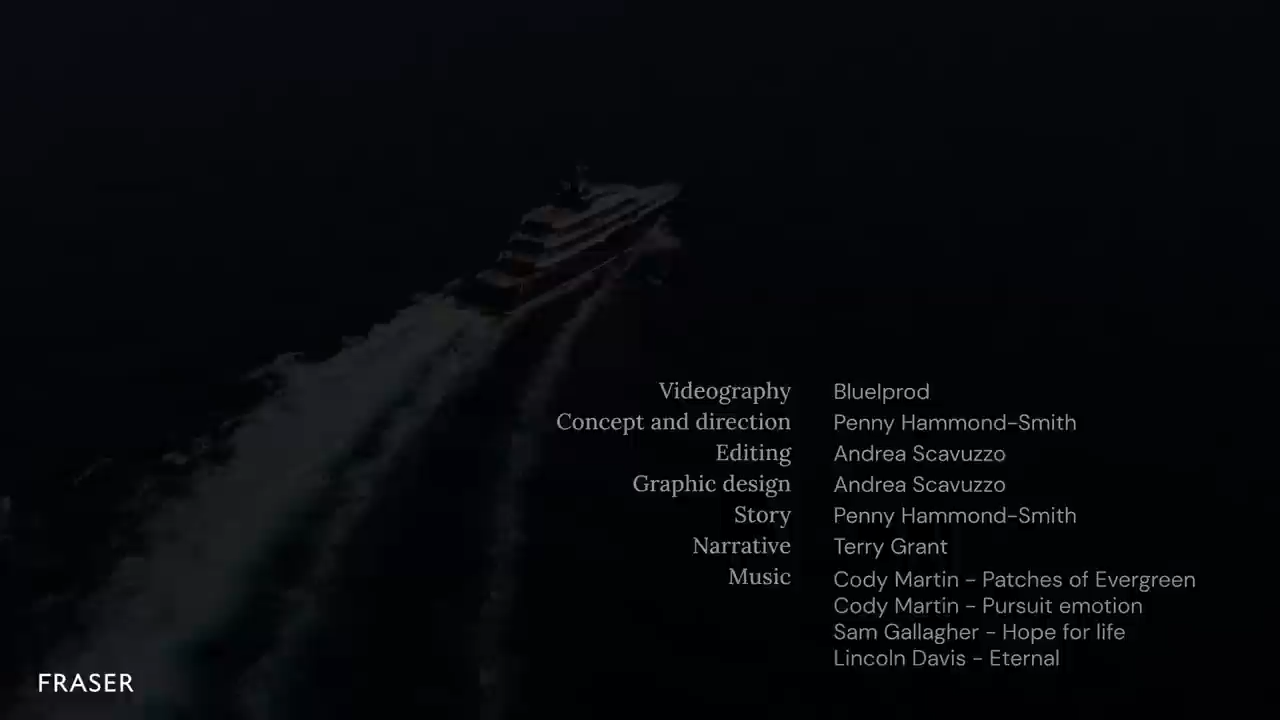 Videography Bluelprod
Concept and direction Penny Hammond-Smith
Editing Andrea Scavuzzo
Graphic design Andrea Scavuzzo
Story Penny Hammond-Smith
Narrative Terry Grant
Music Cody Martin - Patches of Evergreen
Cody Martin - Pursuit emotion
Sam Gallagher - Hope for life
Lincoln Davis - Eternal
FRASER